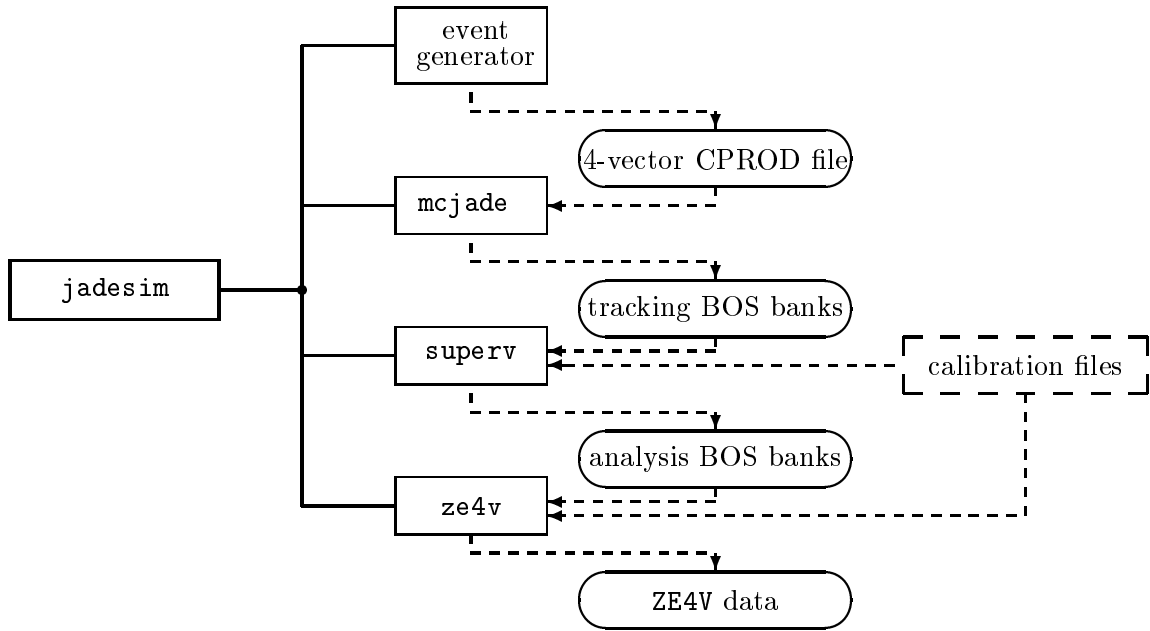 event
generator
4-vector CPROD file
mcjade
jadesim
tracking BOS banks
superv
calibration files
analysis BOS banks
ze4v
ZE4V data